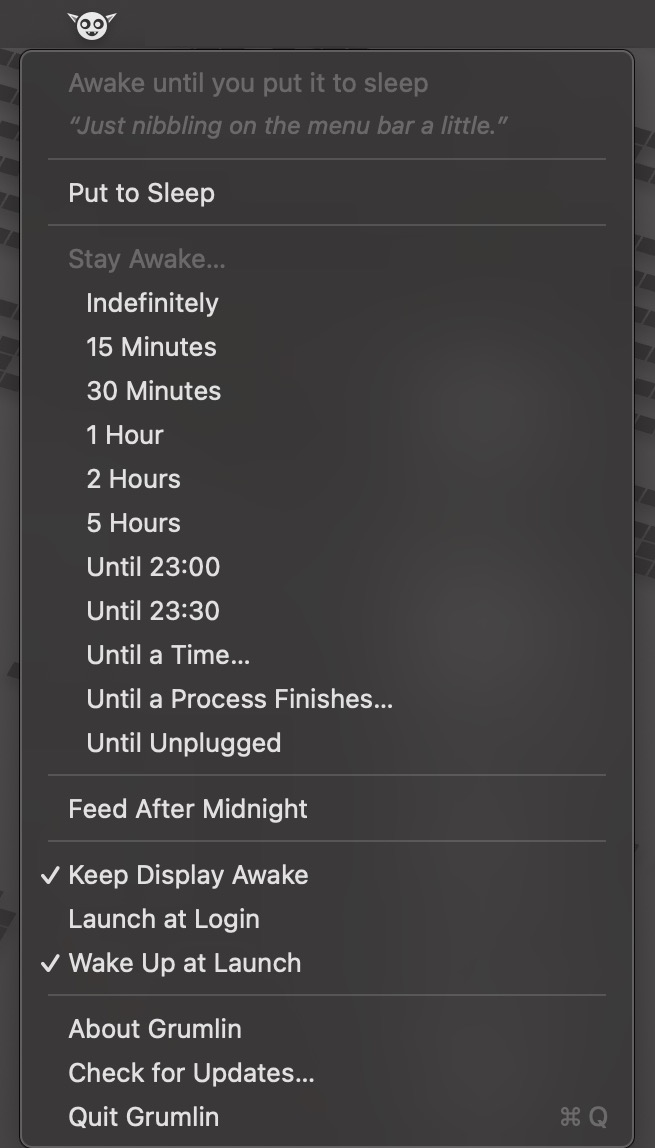 Awake until you put it to sleep
“Just nibbling on the menu bar a little.”
Put to Sleep
Stay Awake...
Indefinitely
15 Minutes
30 Minutes
1 Hour
2 Hours
5 Hours
Until 23:00
Until 23:30
Until a Time...
Until a Process Finishes...
Until Unplugged
Feed After Midnight
✓ Keep Display Awake
Launch at Login
✓ Wake Up at Launch
About Grumlin
Check for Updates...
Quit Grumlin ⌘ Q